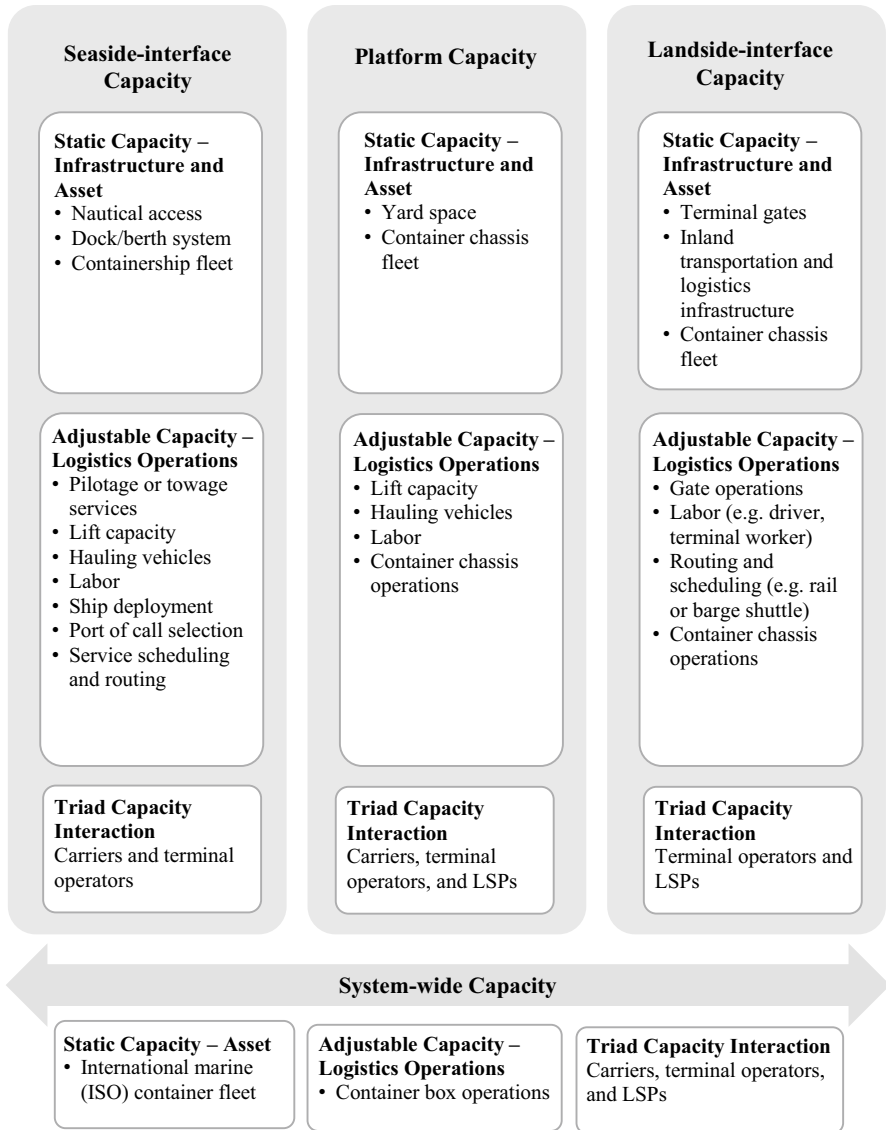 Seaside-interface
Capacity
Static Capacity –
Infrastructure and
Asset
• Nautical access
• Dock/berth system
• Containership fleet
Adjustable Capacity –
Logistics Operations
• Pilotage or towage
services
• Lift capacity
• Hauling vehicles
• Labor
• Ship deployment
• Port of call selection
• Service scheduling
and routing
Triad Capacity
Interaction
Carriers and terminal
operators
Platform Capacity
Static Capacity –
Infrastructure and
Asset
• Yard space
• Container chassis
fleet
Adjustable Capacity –
Logistics Operations
• Lift capacity
• Hauling vehicles
• Labor
• Container chassis
operations
Triad Capacity
Interaction
Carriers, terminal
operators, and LSPs
Landside-interface
Capacity
Static Capacity –
Infrastructure and
Asset
• Terminal gates
• Inland
transportation and
logistics
infrastructure
• Container chassis
fleet
Adjustable Capacity –
Logistics Operations
• Gate operations
• Labor (e.g. driver,
terminal worker)
• Routing and
scheduling (e.g. rail
or barge shuttle)
• Container chassis
operations
Triad Capacity
Interaction
Terminal operators and
LSPs
System-wide Capacity
Static Capacity – Asset
• International marine
(ISO) container fleet
Adjustable Capacity –
Logistics Operations
• Container box operations
Triad Capacity Interaction
Carriers, terminal operators,
and LSPs